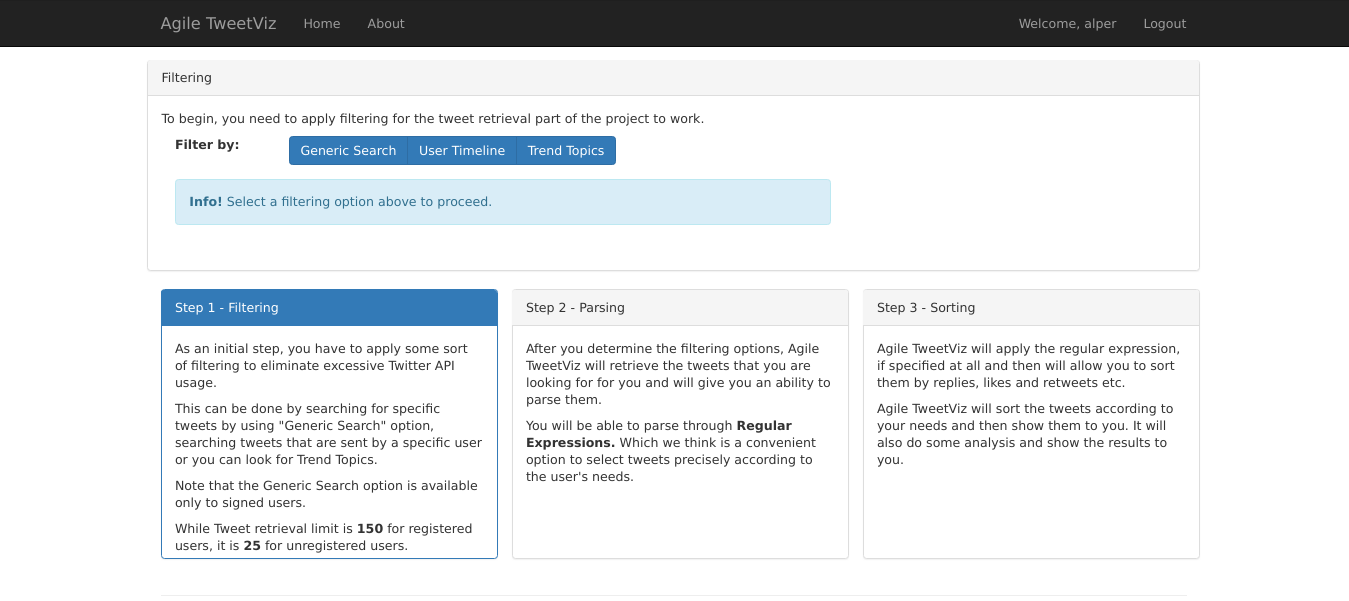 Agile TweetViz Home About Welcome, alper Logout
Filtering
To begin, you need to apply filtering for the tweet retrieval part of the project to work.
Filter by: Generic Search User Timeline Trend Topics
Info! Select a filtering option above to proceed.
Step 1 - Filtering
As an initial step, you have to apply some sort
of filtering to eliminate excessive Twitter API
usage.
This can be done by searching for specific
tweets by using "Generic Search" option,
searching tweets that are sent by a specific user
or you can look for Trend Topics.
Note that the Generic Search option is available
only to signed users.
While Tweet retrieval limit is 150 for registered
users, it is 25 for unregistered users.
Step 2 - Parsing
After you determine the filtering options, Agile
TweetViz will retrieve the tweets that you are
looking for for you and will give you an ability to
parse them.
You will be able to parse through Regular
Expressions. Which we think is a convenient
option to select tweets precisely according to
the user's needs.
Step 3 - Sorting
Agile TweetViz will apply the regular expression,
if specified at all and then will allow you to sort
them by replies, likes and retweets etc.
Agile TweetViz will sort the tweets according to
your needs and then show them to you. It will
also do some analysis and show the results to
you.